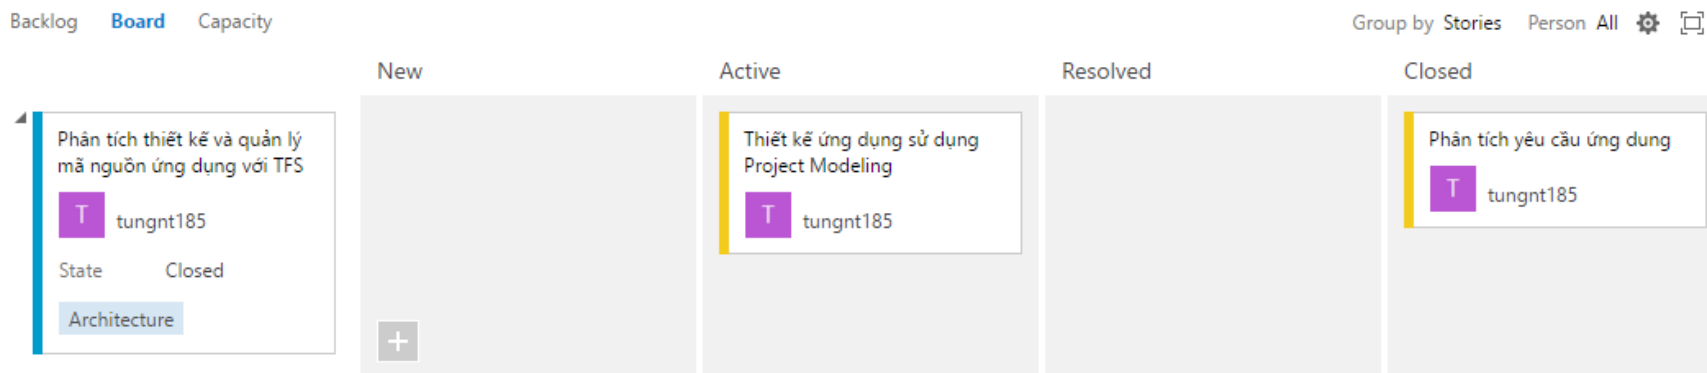 Backlog Board Capacity Group by Stories Person All
New Active Resolved Closed
Phân tích thiết kế và quản lý
mã nguồn ứng dụng với TFS
T tungnt185
State Closed
Architecture
Thiết kế ứng dụng sử dụng
Project Modeling
T tungnt185
Phân tích yêu cầu ứng dung
T tungnt185